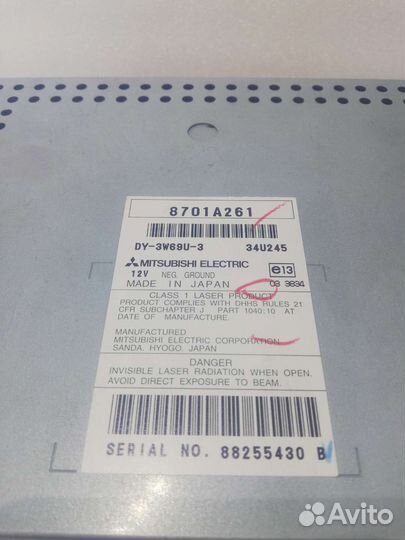 8701A261
DY-3W69U-3 34U245
MITSUBISHI ELECTRIC
12V NEG. GROUND e13
MADE IN JAPAN 03 3834
CLASS 1 LASER PRODUCT
PRODUCT COMPLIES WITH DHHS RULES 21
CFR SUBCHAPTER J PART 1040:10 AT
DATE OF MANUFACTURE.
MANUFACTURED
MITSUBISHI ELECTRIC CORPORATION
SANDA, HYOGO, JAPAN
DANGER
INVISIBLE LASER RADIATION WHEN OPEN.
AVOID DIRECT EXPOSURE TO BEAM.
SERIAL NO. 88255430 B
Avito